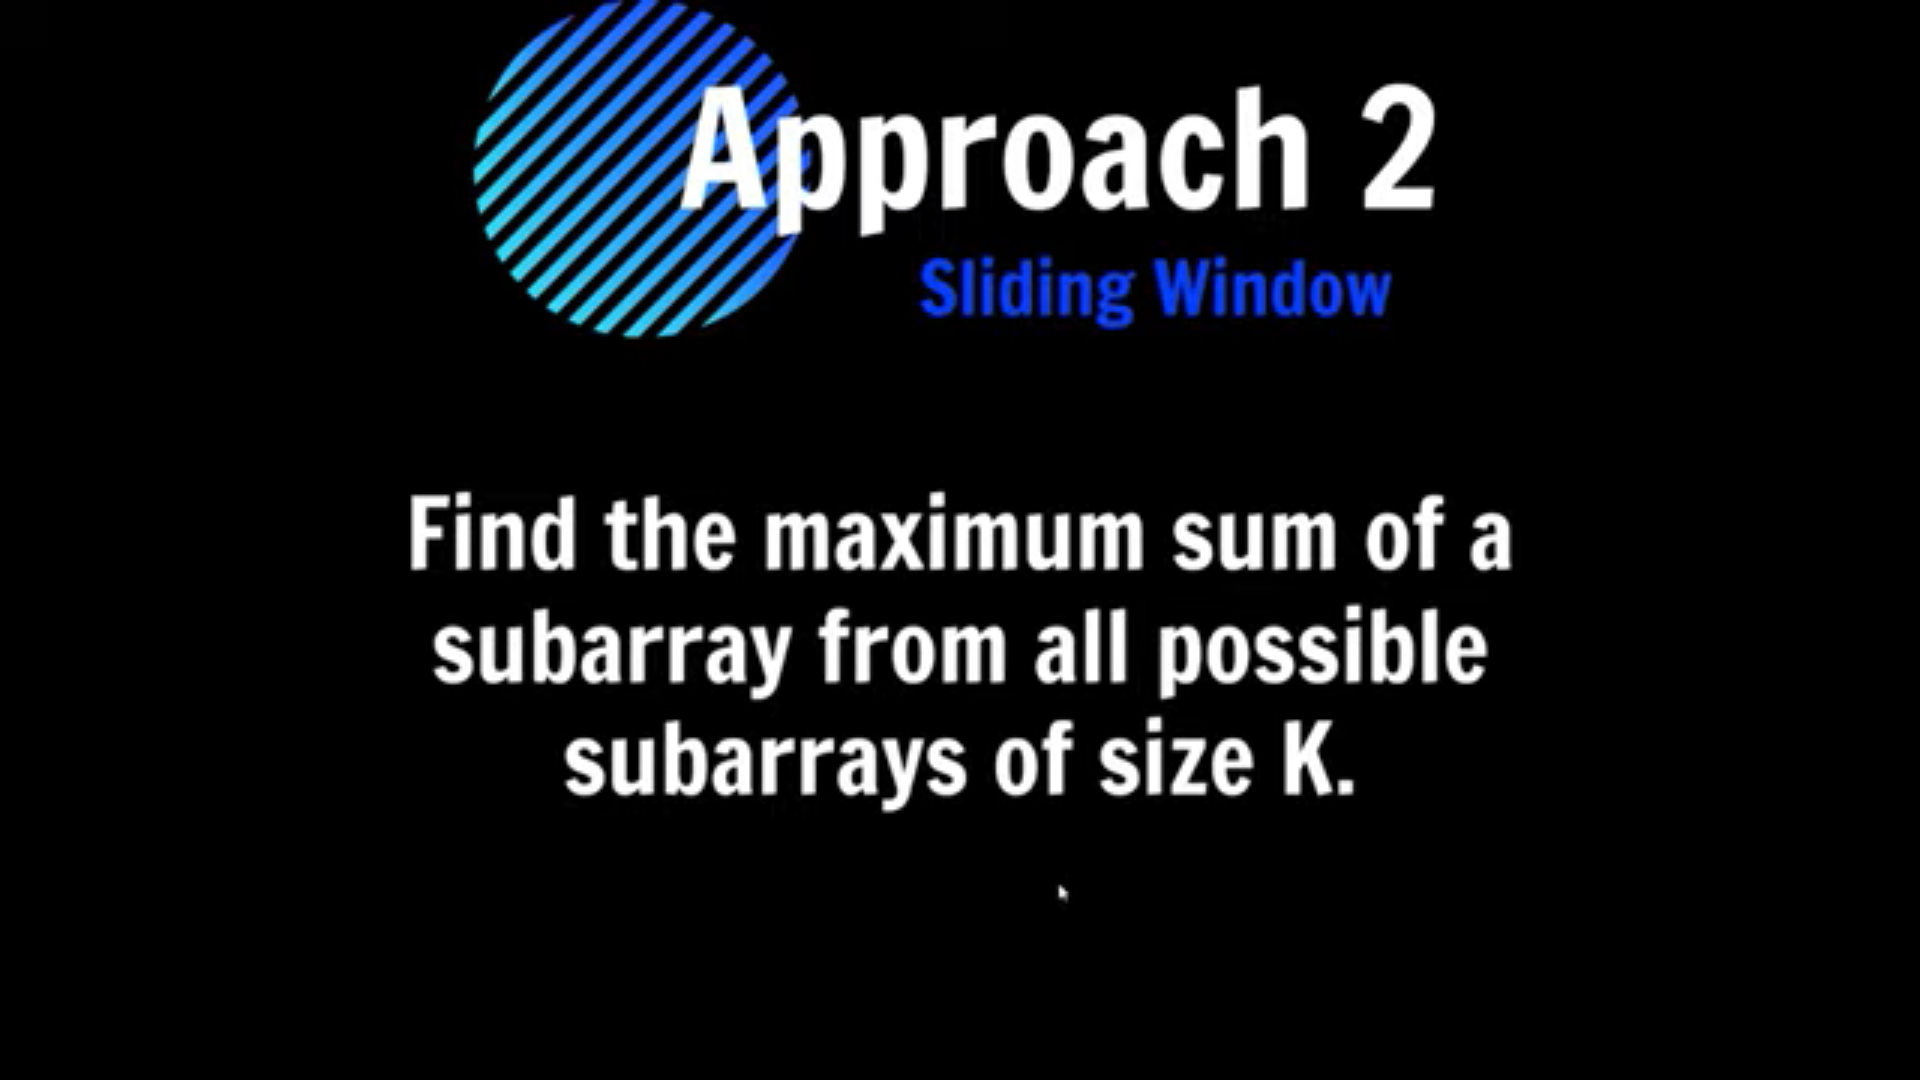 Approach 2
Sliding Window
Find the maximum sum of a
subarray from all possible
subarrays of size K.